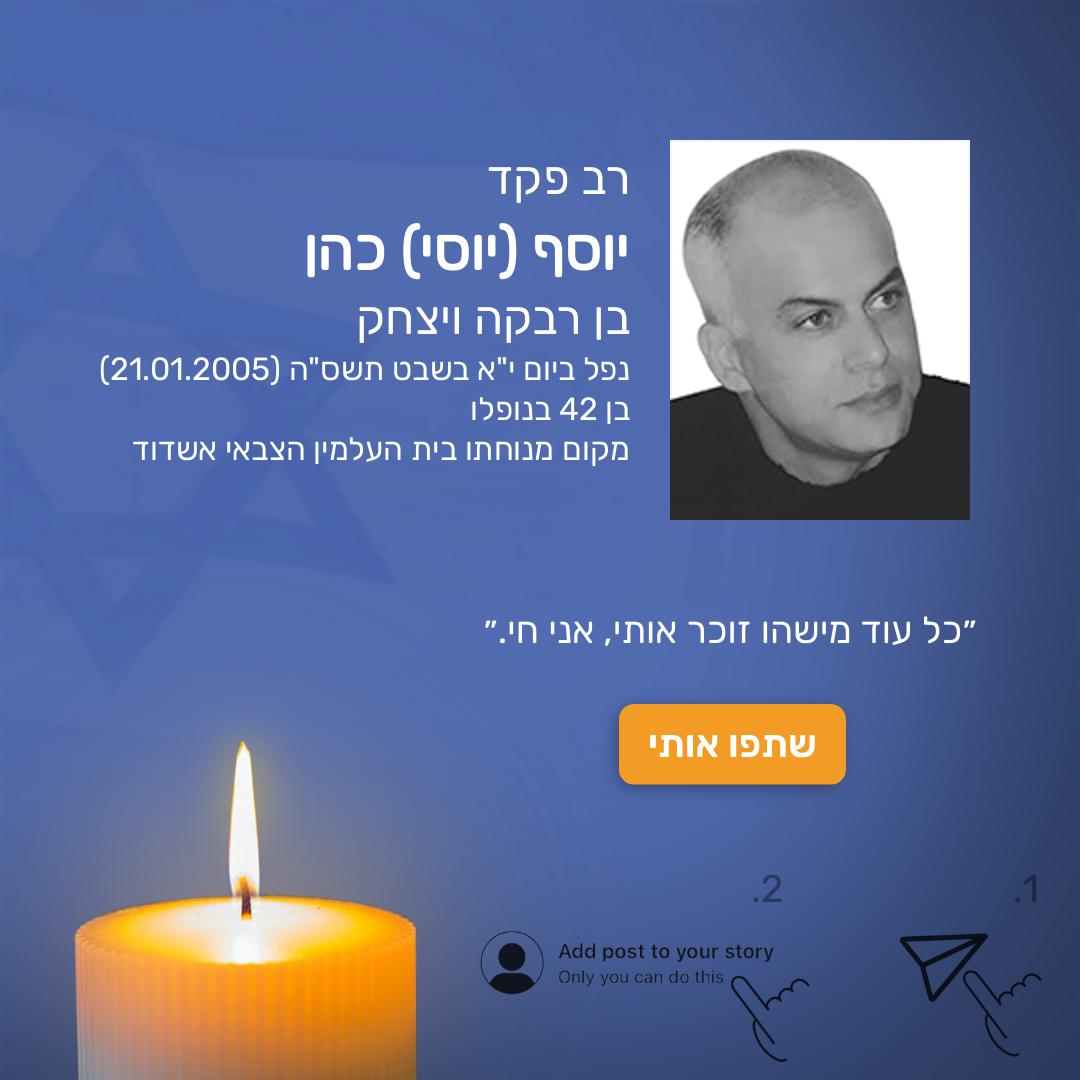 רב פקד
יוסף (יוסי) כהן
בן רבקה ויצחק
נפל ביום י"א בשבט תשס"ה (21.01.2005)
בן 42 בנופלו
מקום מנוחתו בית העלמין הצבאי אשדוד
״כל עוד מישהו זוכר אותי, אני חי.״
שתפו אותי
1.
2.
Add post to your story
Only you can do this